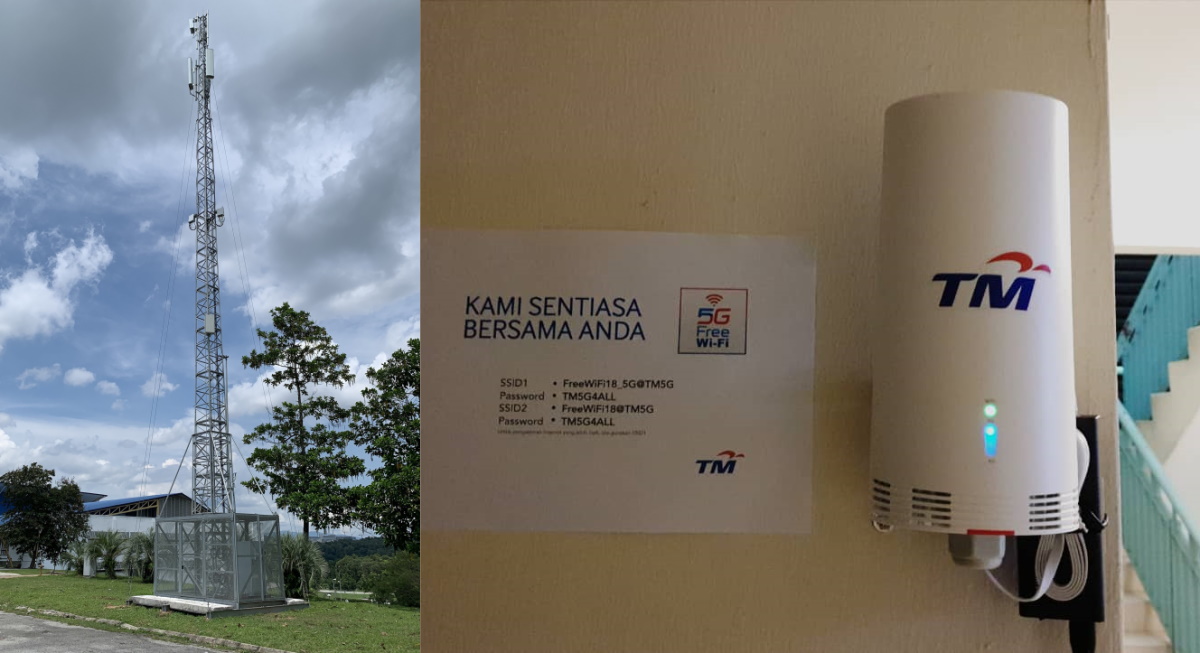 KAMI SENTIASA
BERSAMA ANDA
5G
Free
Wi-Fi
SSID1 • FreeWiFi18_5G@TM5G
Password • TM5G4ALL
SSID2 • FreeWiFi18@TM5G
Password • TM5G4ALL
TM
TM